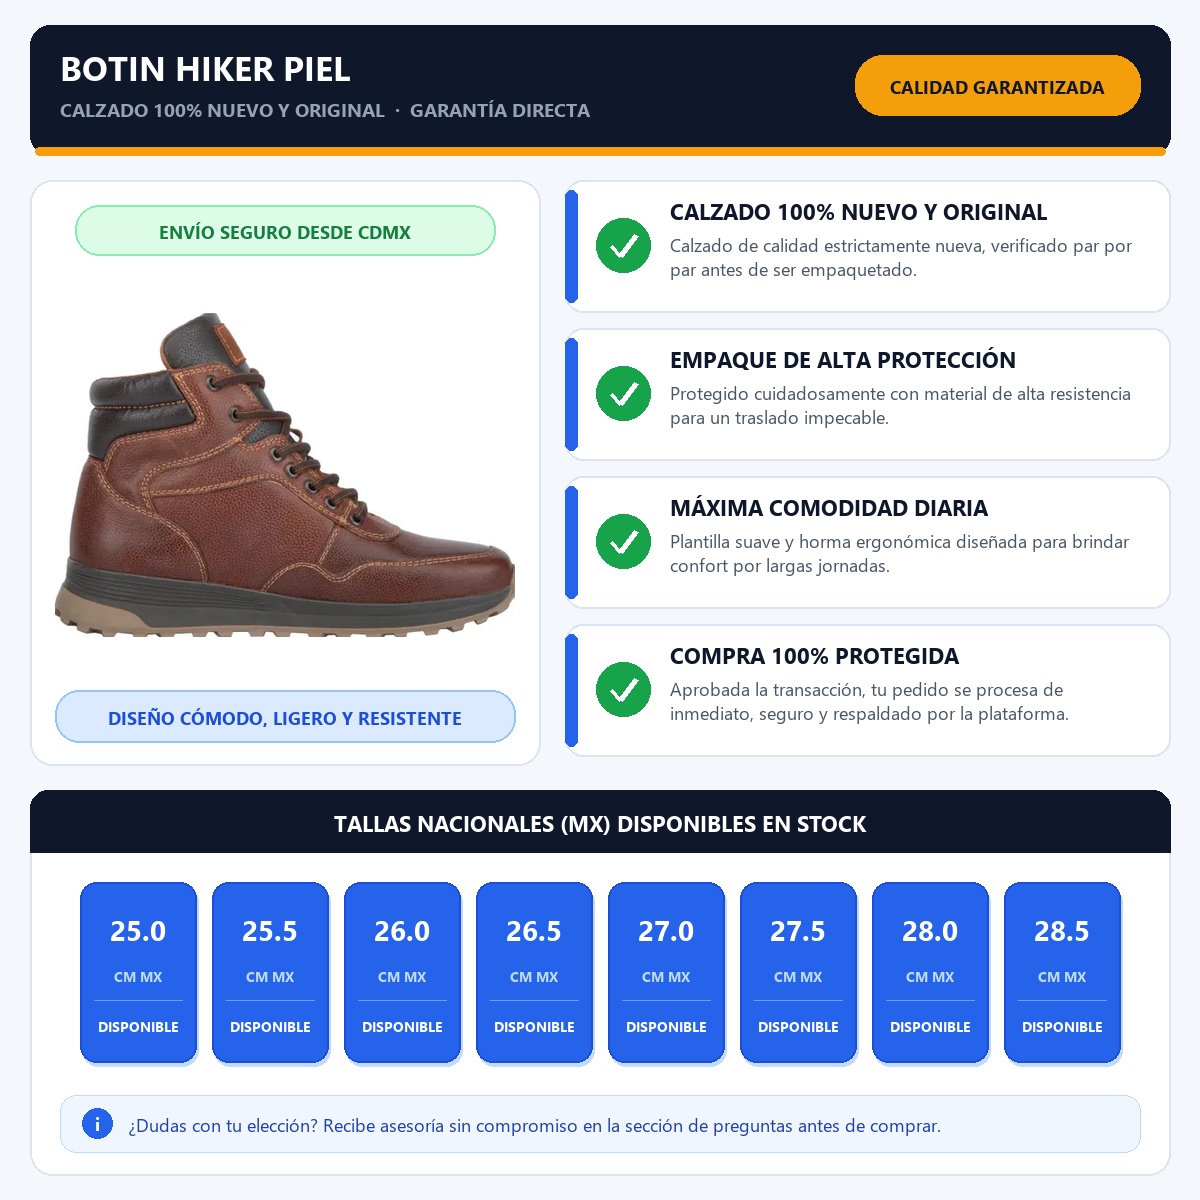 BOTIN HIKER PIEL
CALZADO 100% NUEVO Y ORIGINAL · GARANTÍA DIRECTA
CALIDAD GARANTIZADA
ENVÍO SEGURO DESDE CDMX
DISEÑO CÓMODO, LIGERO Y RESISTENTE
CALZADO 100% NUEVO Y ORIGINAL
Calzado de calidad estrictamente nueva, verificado par por
par antes de ser empaquetado.
EMPAQUE DE ALTA PROTECCIÓN
Protegido cuidadosamente con material de alta resistencia
para un traslado impecable.
MÁXIMA COMODIDAD DIARIA
Plantilla suave y horma ergonómica diseñada para brindar
confort por largas jornadas.
COMPRA 100% PROTEGIDA
Aprobada la transacción, tu pedido se procesa de
inmediato, seguro y respaldado por la plataforma.
TALLAS NACIONALES (MX) DISPONIBLES EN STOCK
25.0
CM MX
DISPONIBLE
25.5
CM MX
DISPONIBLE
26.0
CM MX
DISPONIBLE
26.5
CM MX
DISPONIBLE
27.0
CM MX
DISPONIBLE
27.5
CM MX
DISPONIBLE
28.0
CM MX
DISPONIBLE
28.5
CM MX
DISPONIBLE
¿Dudas con tu elección? Recibe asesoría sin compromiso en la sección de preguntas antes de comprar.